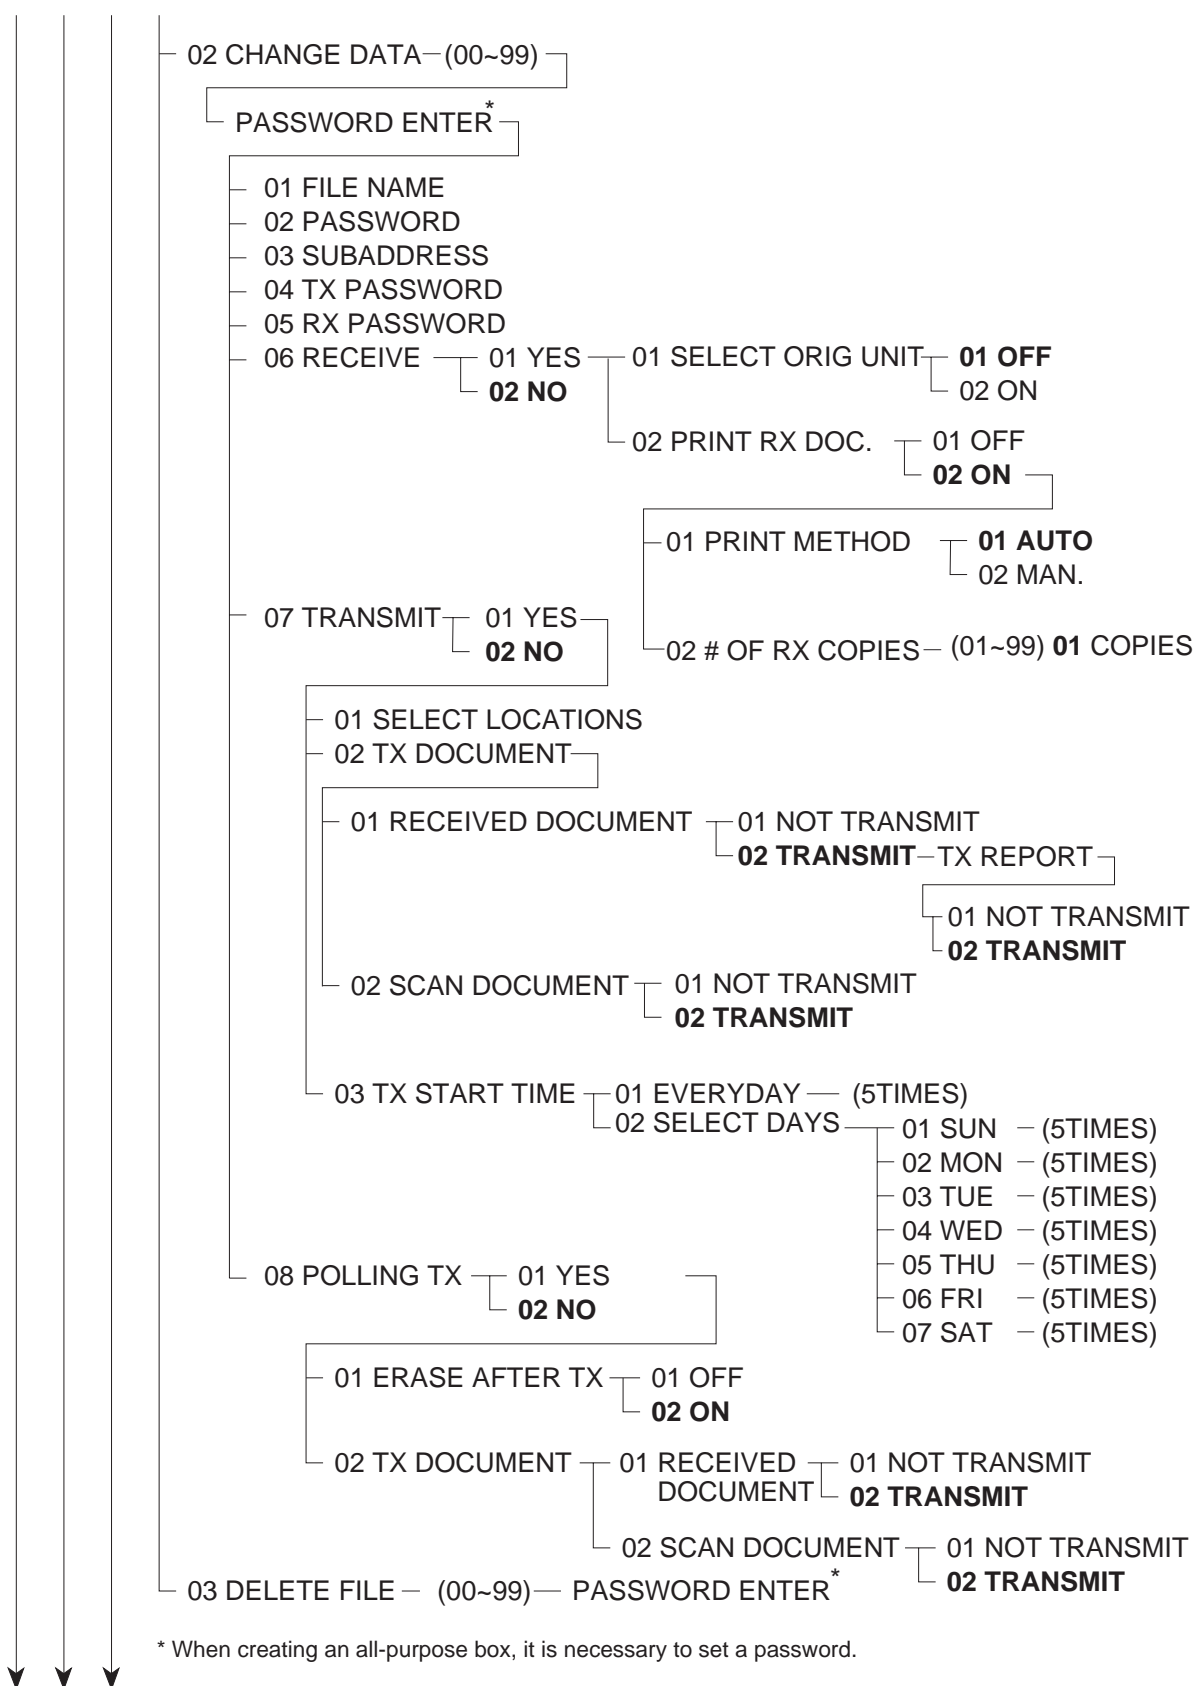 02 CHANGE DATA (00~99)
PASSWORD ENTER*
01 FILE NAME
02 PASSWORD
03 SUBADDRESS
04 TX PASSWORD
05 RX PASSWORD
06 RECEIVE 01 YES 01 SELECT ORIG UNIT 01 OFF
02 NO 02 ON
02 PRINT RX DOC. 01 OFF
02 ON
01 PRINT METHOD 01 AUTO
02 MAN.
07 TRANSMIT 01 YES
02 NO 02 # OF RX COPIES (01~99) 01 COPIES
01 SELECT LOCATIONS
02 TX DOCUMENT
01 RECEIVED DOCUMENT 01 NOT TRANSMIT
02 TRANSMIT TX REPORT
01 NOT TRANSMIT
02 TRANSMIT
02 SCAN DOCUMENT 01 NOT TRANSMIT
02 TRANSMIT
03 TX START TIME 01 EVERYDAY (5TIMES)
02 SELECT DAYS 01 SUN (5TIMES)
02 MON (5TIMES)
03 TUE (5TIMES)
04 WED (5TIMES)
05 THU (5TIMES)
06 FRI (5TIMES)
07 SAT (5TIMES)
08 POLLING TX 01 YES
02 NO
01 ERASE AFTER TX 01 OFF
02 ON
02 TX DOCUMENT 01 RECEIVED 01 NOT TRANSMIT
DOCUMENT 02 TRANSMIT
02 SCAN DOCUMENT 01 NOT TRANSMIT
02 TRANSMIT
03 DELETE FILE (00~99) PASSWORD ENTER*
* When creating an all-purpose box, it is necessary to set a password.